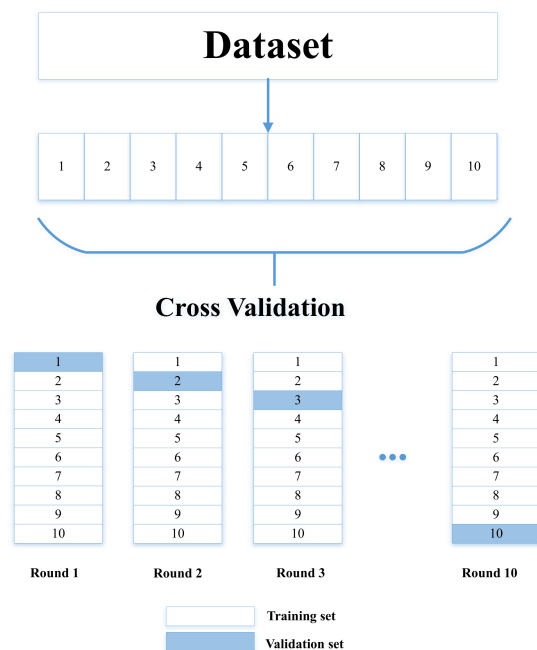 Dataset
1 2 3 4 5 6 7 8 9 10
Cross Validation
1 1 1 1
2 2 2 2
3 3 3 3
4 4 4 4
5 5 5 5
6 6 6 6
7 7 7 7
8 8 8 8
9 9 9 9
10 10 10 10
Round 1 Round 2 Round 3 Round 10
Training set
Validation set